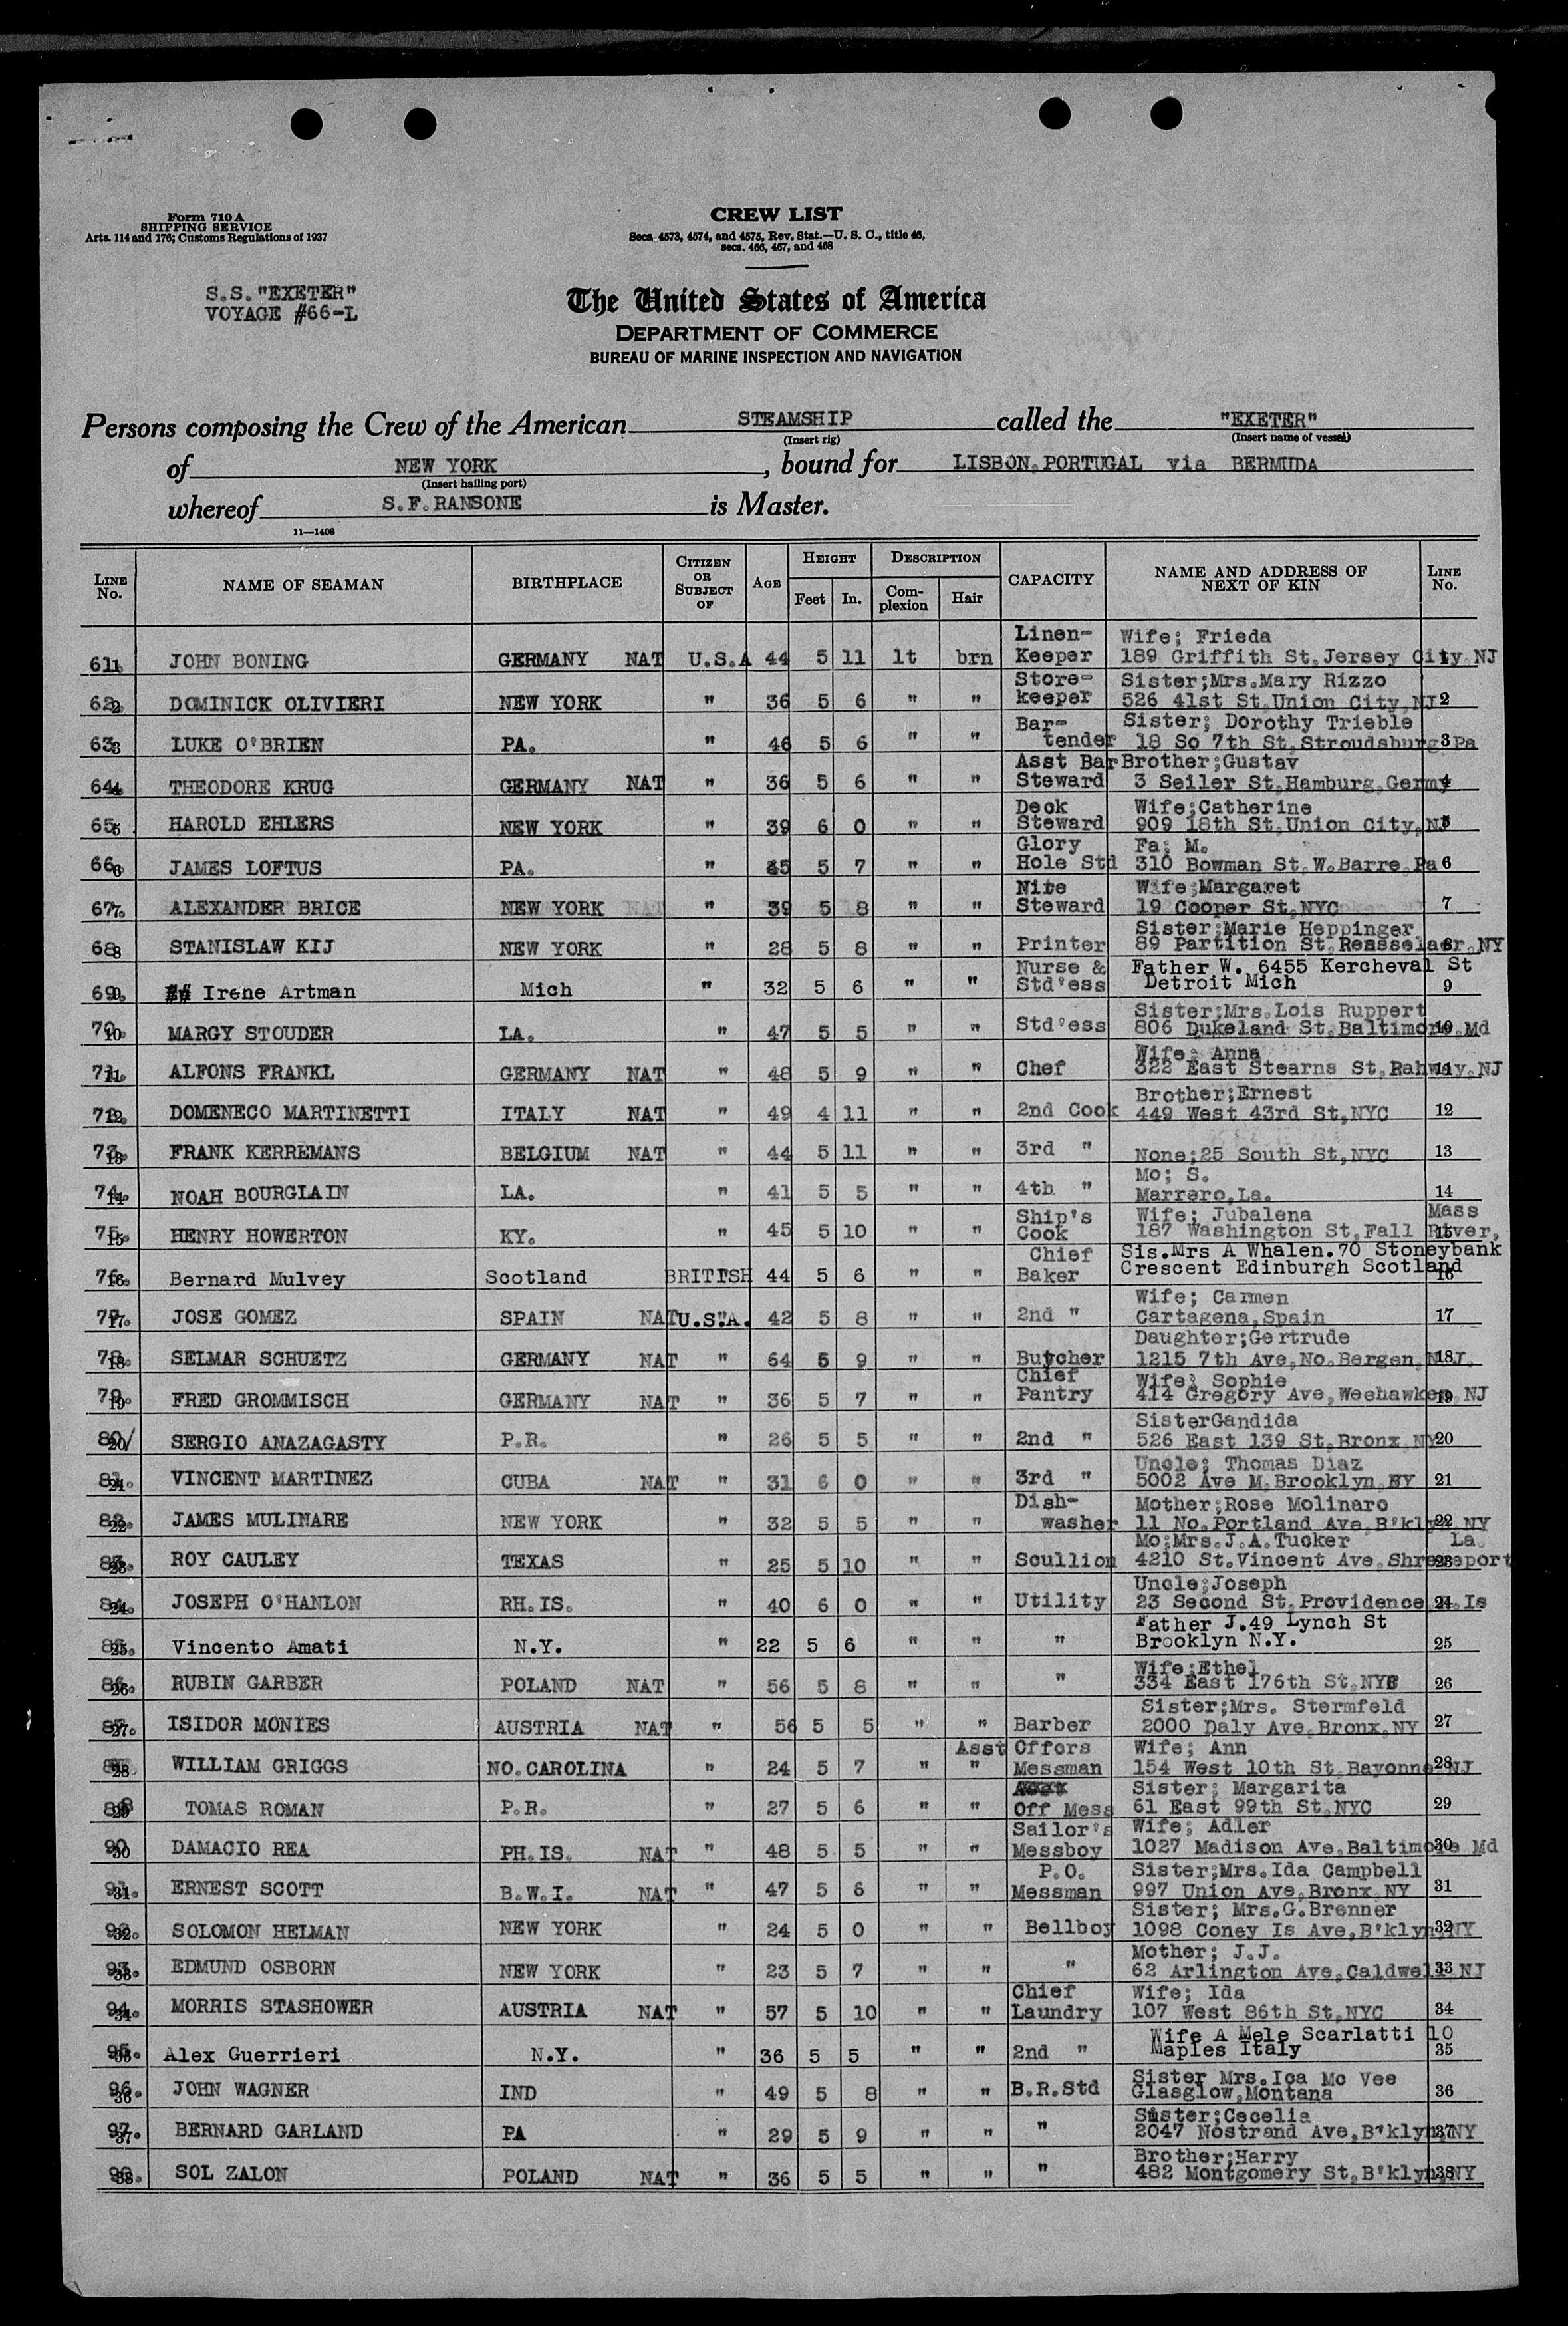 Form 710 A
SHIPPING SERVICE
Arts. 114 and 176; Customs Regulations of 1937
CREW LIST
Secs. 4573, 4574, and 4575, Rev. Stat.—U. S. C., title 46,
secs. 466, 467, and 468
S.S. "EXETER"
VOYAGE #66-L
The United States of America
DEPARTMENT OF COMMERCE
BUREAU OF MARINE INSPECTION AND NAVIGATION
Persons composing the Crew of the American STEAMSHIP called the "EXETER"
(Insert rig) (Insert name of vessel)
of NEW YORK, bound for LISBON, PORTUGAL via BERMUDA
(Insert hailing port)
whereof S.F. RANSONE is Master.
11—1408
LINE No. NAME OF SEAMAN BIRTHPLACE CITIZEN OR SUBJECT OF AGE HEIGHT Feet In. DESCRIPTION Complexion Hair CAPACITY NAME AND ADDRESS OF NEXT OF KIN LINE No.
61 JOHN BONING GERMANY NAT U.S.A 44 5 11 lt brn Linen-Keeper Wife; Frieda 189 Griffith St, Jersey City NJ
62 DOMINICK OLIVIERI NEW YORK " 36 5 6 " " Store-keeper Sister;Mrs.Mary Rizzo 526 41st St, Union City, NJ 2
63 LUKE O'BRIEN PA. " 46 5 6 " " Bar-tender Sister; Dorothy Trieble 18 So 7th St, Stroudsburg Pa 3
64 THEODORE KRUG GERMANY NAT " 36 5 6 " " Asst Bar Steward Brother;Gustav 3 Seiler St, Hamburg, Germy 4
65 HAROLD EHLERS NEW YORK " 39 6 0 " " Deck Steward Wife;Catherine 909 18th St, Union City, NJ 5
66 JAMES LOFTUS PA. " 45 5 7 " " Glory Hole Std Fa; M. 310 Bowman St, W.Barre, Pa 6
67 ALEXANDER BRICE NEW YORK " 39 5 8 " " Nite Steward Wife;Margaret 19 Cooper St, NYC 7
68 STANISLAW KIJ NEW YORK " 28 5 8 " " Printer Sister;Marie Heppinger 89 Partition St, Rensselaer, NY 8
69 Irene Artman Mich " 32 5 6 " " Nurse & Std'ess Father W. 6455 Kercheval St Detroit Mich 9
70 MARGY STOUDER LA. " 47 5 5 " " Std'ess Sister;Mrs.Lois Ruppert 806 Dukeland St, Baltimore, Md 10
71 ALFONS FRANKL GERMANY NAT " 48 5 9 " " Chef Wife; Anna 322 East Stearns St, Rahway, NJ 11
72 DOMENECO MARTINETTI ITALY NAT " 49 4 11 " " 2nd Cook Brother;Ernest 449 West 43rd St, NYC 12
73 FRANK KERREMANS BELGIUM NAT " 44 5 11 " " 3rd " None;25 South St, NYC 13
74 NOAH BOURGLAIN LA. " 41 5 5 " " 4th " Mo; S. Marrero, La. 14
75 HENRY HOWERTON KY. " 45 5 10 " " Ship's Cook Wife; Jubalena 187 Washington St, Fall River, Mass 15
76 Bernard Mulvey Scotland BRITISH 44 5 6 " " Chief Baker Sis.Mrs A Whalen.70 Stoneybank Crescent Edinburgh Scotland 16
77 JOSE GOMEZ SPAIN NAT U.S.A. 42 5 8 " " 2nd " Wife; Carmen Cartagena, Spain 17
78 SELMAR SCHUETZ GERMANY NAT " 64 5 9 " " Butcher Daughter;Gertrude 1215 7th Ave, No. Bergen, N.J. 18
79 FRED GROMMISCH GERMANY NAT " 36 5 7 " " Chief Pantry Wife; Sophie 414 Gregory Ave, Weehawken, NJ 19
80 SERGIO ANAZAGASTY P.R. " 26 5 5 " " 2nd " SisterGandida 526 East 139 St, Bronx, NY 20
81 VINCENT MARTINEZ CUBA NAT " 31 6 0 " " 3rd " Uncle; Thomas Diaz 5002 Ave M, Brooklyn, NY 21
82 JAMES MULINARE NEW YORK " 32 5 5 " " Dish-washer Mother;Rose Molinaro 11 No. Portland Ave, B'klyn NY 22
83 ROY CAULEY TEXAS " 25 5 10 " " Scullion Mo;Mrs.J.A.Tucker 4210 St.Vincent Ave, Shreveport La. 23
84 JOSEPH O'HANLON RH.IS. " 40 6 0 " " Utility Uncle;Joseph 23 Second St, Providence, R.Is 24
85 Vincento Amati N.Y. " 22 5 6 " " " Father J.49 Lynch St Brooklyn N.Y. 25
86 RUBIN GARBER POLAND NAT " 56 5 8 " " " Wife;Ethel 334 East 176th St, NYC 26
87 ISIDOR MONIES AUSTRIA NAT " 56 5 5 " " Barber Sister;Mrs. Stermfeld 2000 Daly Ave, Bronx, NY 27
88 WILLIAM GRIGGS NO.CAROLINA " 24 5 7 " " Asst Offers Messman Wife; Ann 154 West 10th St, Bayonne NJ 28
89 TOMAS ROMAN P.R. " 27 5 6 " " Off Mess Sister; Margarita 61 East 99th St, NYC 29
90 DAMACIO REA PH.IS. NAT " 48 5 5 " " Sailor's Messboy Wife; Adler 1027 Madison Ave, Baltimore Md 30
91 ERNEST SCOTT B.W.I. NAT " 47 5 6 " " P.O. Messman Sister;Mrs.Ida Campbell 997 Union Ave, Bronx, NY 31
92 SOLOMON HELMAN NEW YORK " 24 5 0 " " Bellboy Sister; Mrs.G.Brenner 1098 Coney Is Ave, B'klyn, NY 32
93 EDMUND OSBORN NEW YORK " 23 5 7 " " " Mother; J.J. 62 Arlington Ave, Caldwell NJ 33
94 MORRIS STASHOWER AUSTRIA NAT " 57 5 10 " " Chief Laundry Wife; Ida 107 West 86th St, NYC 34
95 Alex Guerrieri N.Y. " 36 5 5 " " 2nd " Wife A Mele Scarlatti 10 Naples Italy 35
96 JOHN WAGNER IND " 49 5 8 " " B.R.Std Sister Mrs.Ica Mc Vee Glasglow, Montana 36
97 BERNARD GARLAND PA " 29 5 9 " " " Sister;Cecelia 2047 Nostrand Ave, B'klyn, NY 37
98 SOL ZALON POLAND NAT " 36 5 5 " " " Brother;Harry 482 Montgomery St, B'klyn, NY 38